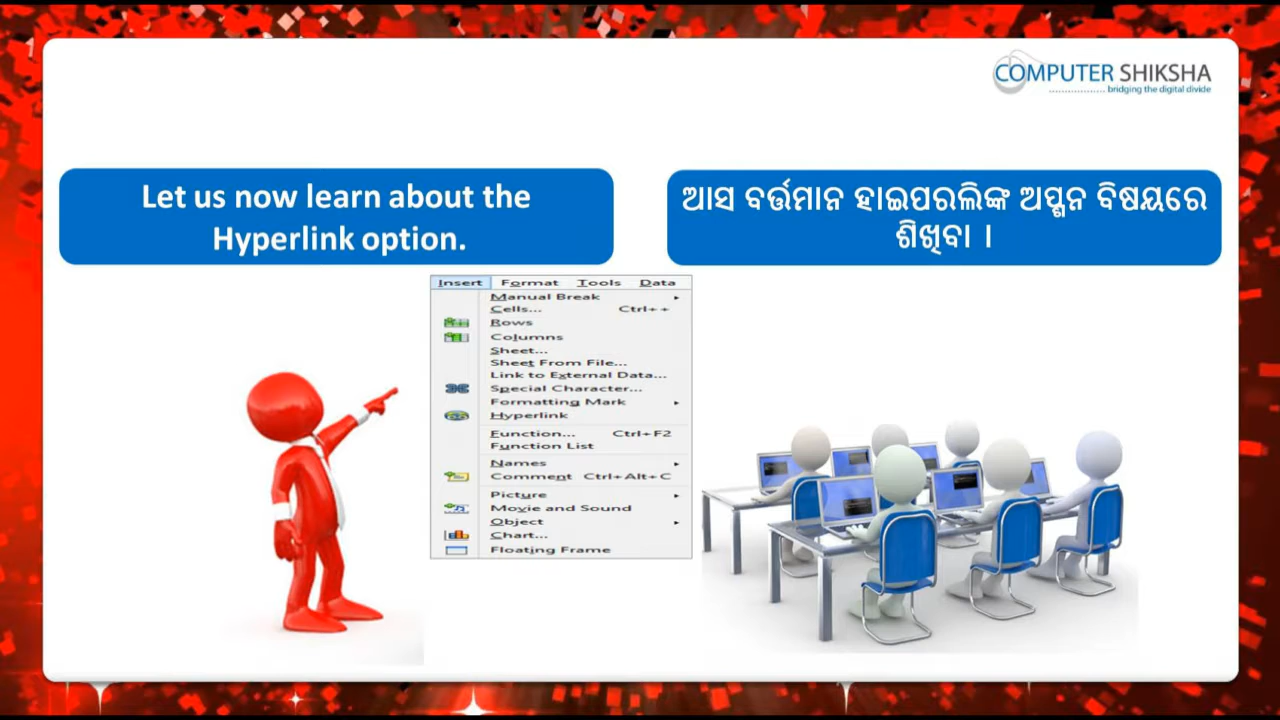 COMPUTER SHIKSHA
bridging the digital divide
Let us now learn about the
Hyperlink option.
ଆସ ବର୍ତ୍ତମାନ ହାଇପରଲିଙ୍କ ଅପ୍ସନ ବିଷୟରେ
ଶିଖିବା ।
Insert Format Tools Data
Manual Break
Cells... Ctrl++
Rows
Columns
Sheet...
Sheet From File...
Link to External Data...
Special Character...
Formatting Mark
Hyperlink
Function... Ctrl+F2
Function List
Names
Comment Ctrl+Alt+C
Picture
Movie and Sound
Object
Chart...
Floating Frame